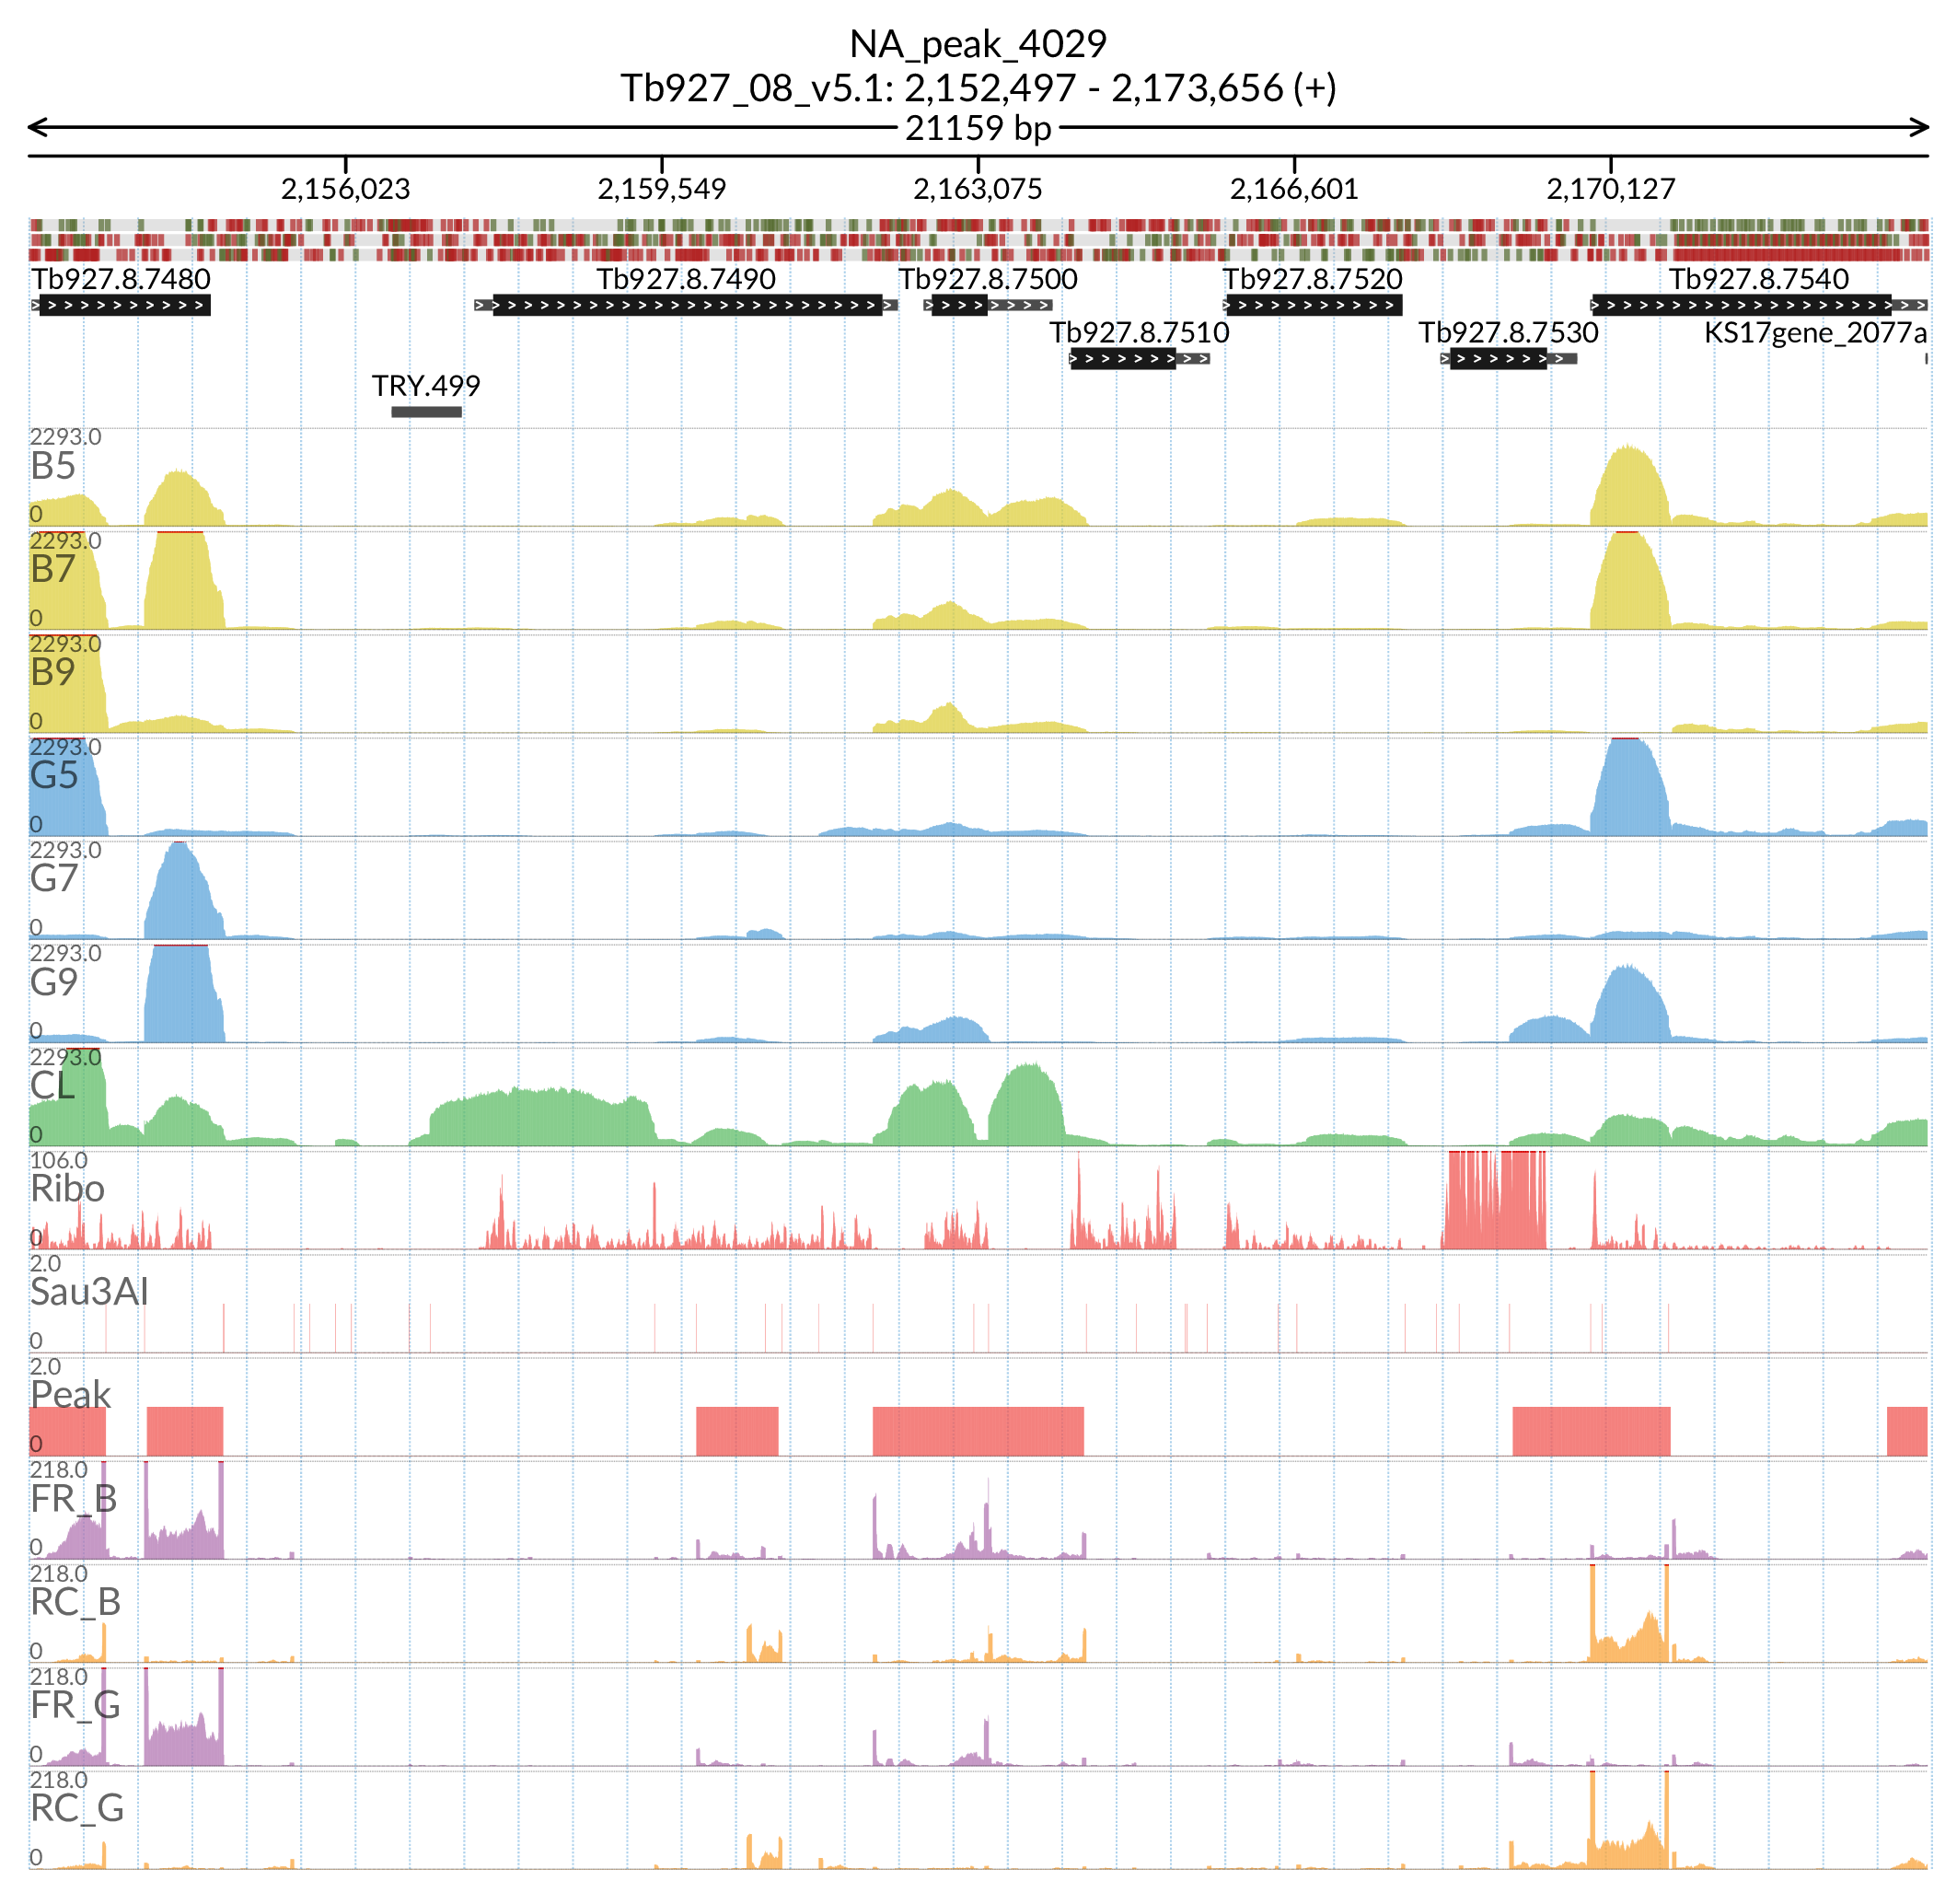 NA_peak_4029
Tb927_08_v5.1: 2,152,497 - 2,173,656 (+)
21159 bp
2,156,023 2,159,549 2,163,075 2,166,601 2,170,127
Tb927.8.7480 Tb927.8.7490 Tb927.8.7500 Tb927.8.7520 Tb927.8.7540
Tb927.8.7510 Tb927.8.7530 KS17gene_2077a
TRY.499
2293.0
B5
0
2293.0
B7
0
2293.0
B9
0
2293.0
G5
0
2293.0
G7
0
2293.0
G9
0
2293.0
CL
0
106.0
Ribo
0
2.0
Sau3AI
0
2.0
Peak
0
218.0
FR_B
0
218.0
RC_B
0
218.0
FR_G
0
218.0
RC_G
0